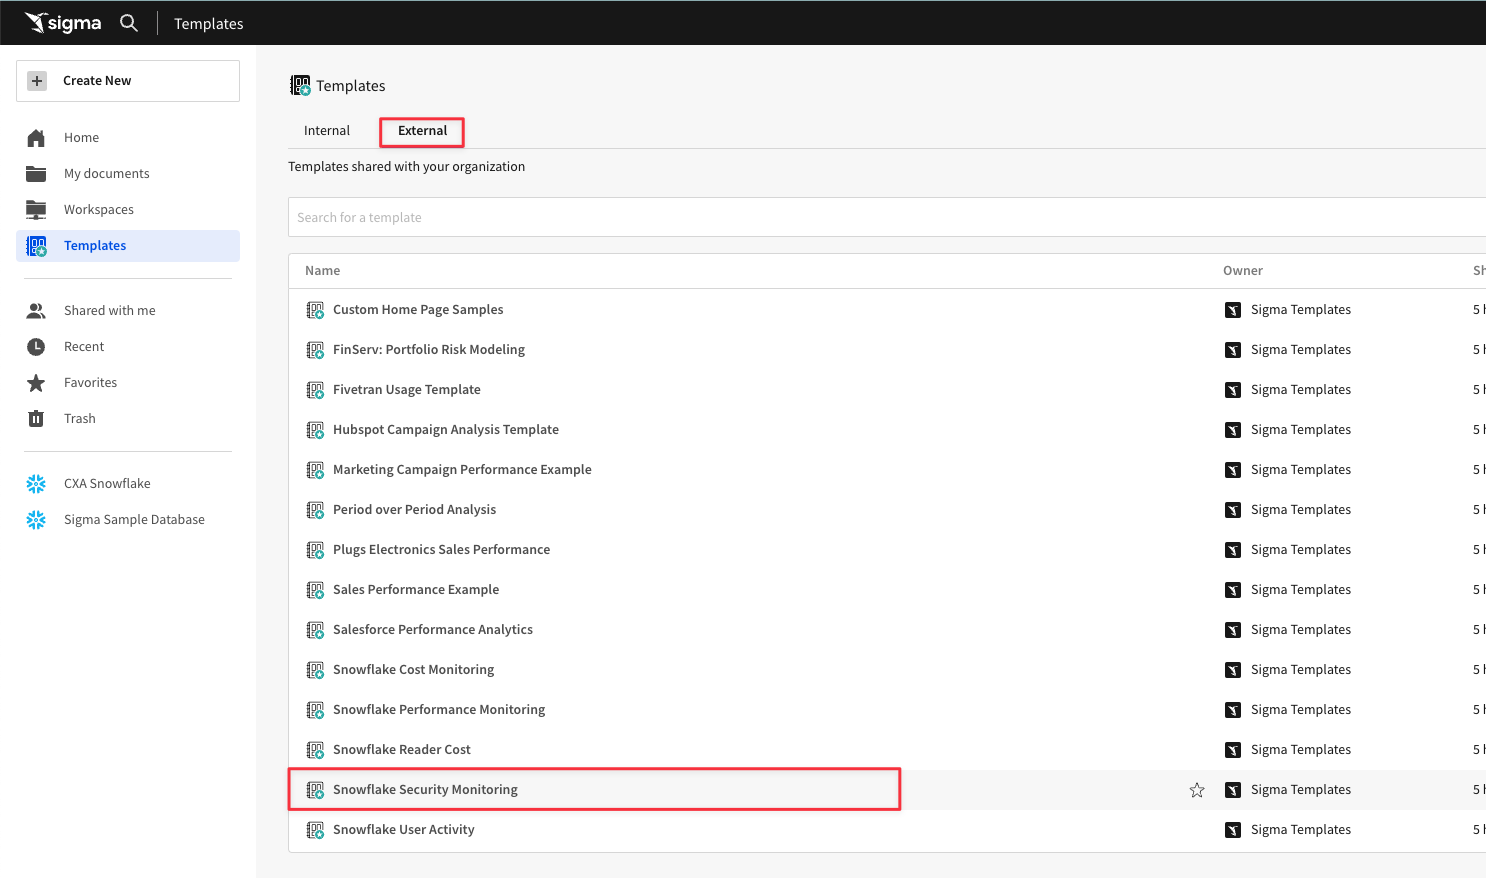 sigma Templates
Create New
Home
My documents
Workspaces
Templates
Shared with me
Recent
Favorites
Trash
CXA Snowflake
Sigma Sample Database
Templates
Internal External
Templates shared with your organization
Search for a template
Name Owner Sh
Custom Home Page Samples Sigma Templates 5 h
FinServ: Portfolio Risk Modeling Sigma Templates 5 h
Fivetran Usage Template Sigma Templates 5 h
Hubspot Campaign Analysis Template Sigma Templates 5 h
Marketing Campaign Performance Example Sigma Templates 5 h
Period over Period Analysis Sigma Templates 5 h
Plugs Electronics Sales Performance Sigma Templates 5 h
Sales Performance Example Sigma Templates 5 h
Salesforce Performance Analytics Sigma Templates 5 h
Snowflake Cost Monitoring Sigma Templates 5 h
Snowflake Performance Monitoring Sigma Templates 5 h
Snowflake Reader Cost Sigma Templates 5 h
Snowflake Security Monitoring Sigma Templates 5 h
Snowflake User Activity Sigma Templates 5 h